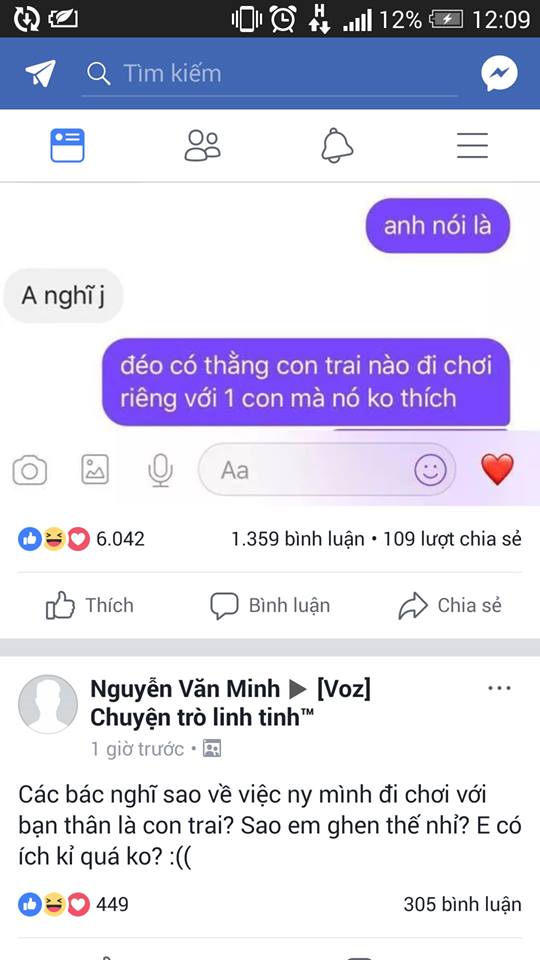 H
12%
12:09
Tìm kiếm
anh nói là
A nghĩ j
đéo có thằng con trai nào đi chơi
riêng với 1 con mà nó ko thích
Aa
6.042
1.359 bình luận • 109 lượt chia sẻ
Thích
Bình luận
Chia sẻ
Nguyễn Văn Minh ▶ [Voz]
Chuyện trò linh tinh™
1 giờ trước •
Các bác nghĩ sao về việc ny mình đi chơi với
bạn thân là con trai? Sao em ghen thế nhỉ? E có
ích kỉ quá ko? :((
449
305 bình luận